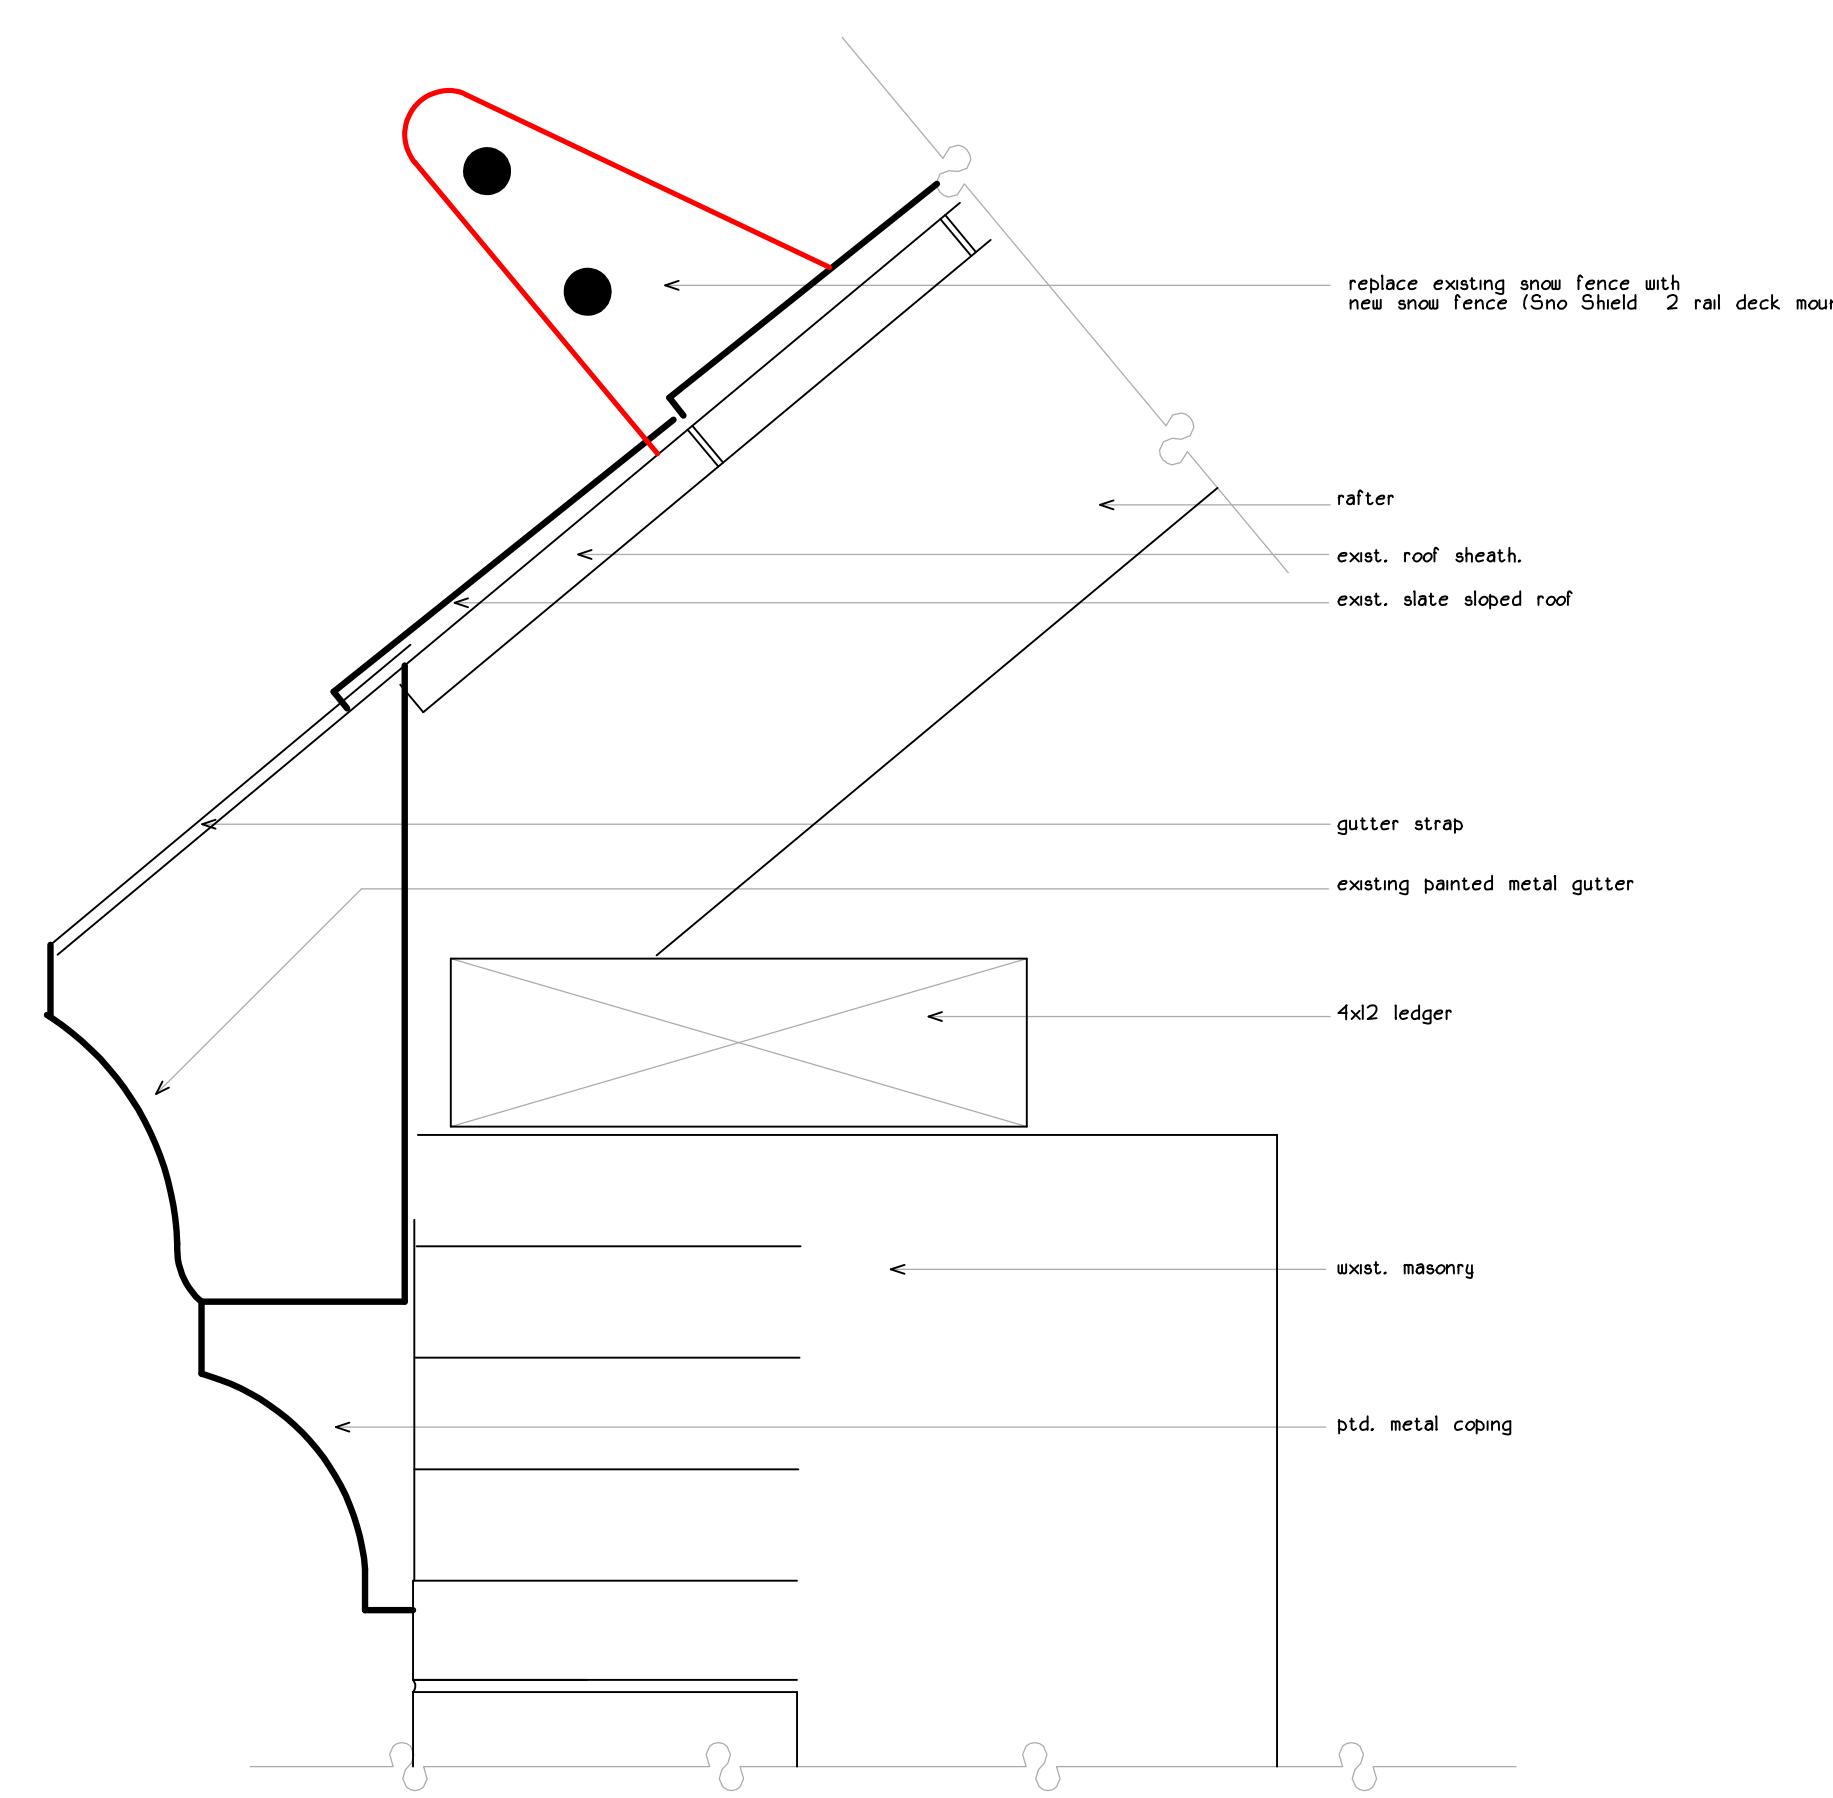 replace existing snow fence with
new snow fence (Sno Shield 2 rail deck
rafter
exist. roof sheath.
exist. slate sloped roof
gutter strap
existing painted metal gutter
4x12 ledger
wxist. masonry
ptd. metal coping